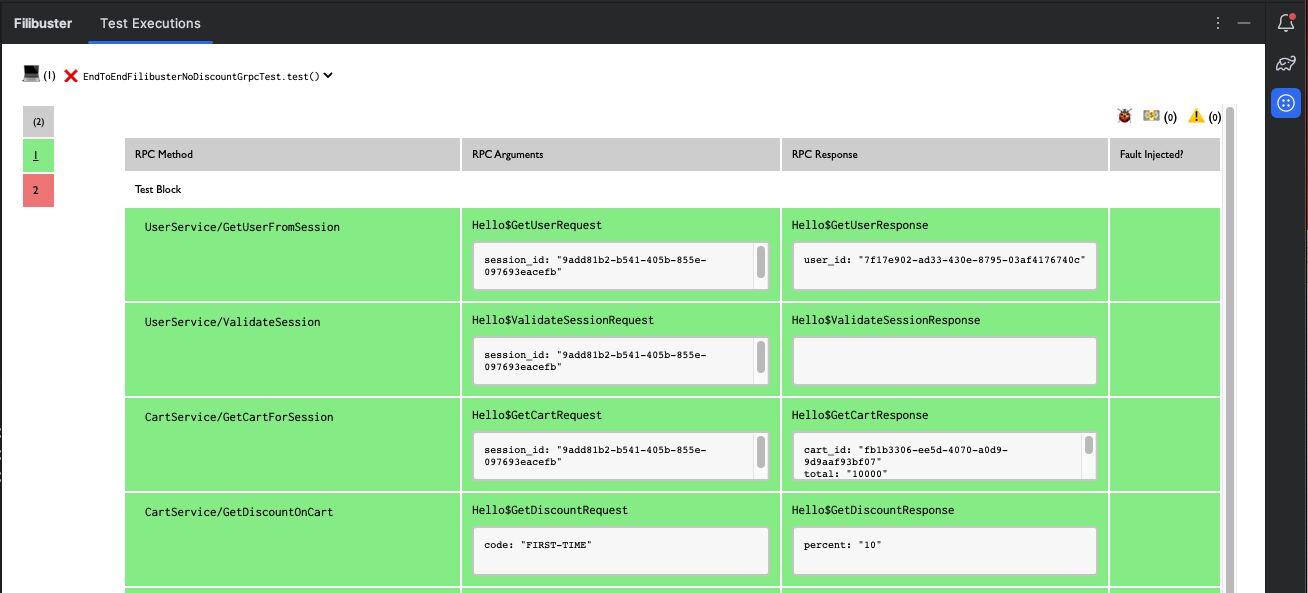 Filibuster Test Executions
(1) EndToEndFilibusterNoDiscountGrpcTest.test()
(2)
1
2
(0) (0)
RPC Method RPC Arguments RPC Response Fault Injected?
Test Block
UserService/GetUserFromSession Hello$GetUserRequest Hello$GetUserResponse
session_id: "9add81b2-b541-405b-855e- user_id: "7f17e902-ad33-430e-8795-03af4176740c"
097693eacefb"
UserService/ValidateSession Hello$ValidateSessionRequest Hello$ValidateSessionResponse
session_id: "9add81b2-b541-405b-855e-
097693eacefb"
CartService/GetCartForSession Hello$GetCartRequest Hello$GetCartResponse
session_id: "9add81b2-b541-405b-855e- cart_id: "fb1b3306-ee5d-4070-a0d9-
097693eacefb" 9d9aaf93bf07"
total: "10000"
CartService/GetDiscountOnCart Hello$GetDiscountRequest Hello$GetDiscountResponse
code: "FIRST-TIME" percent: "10"